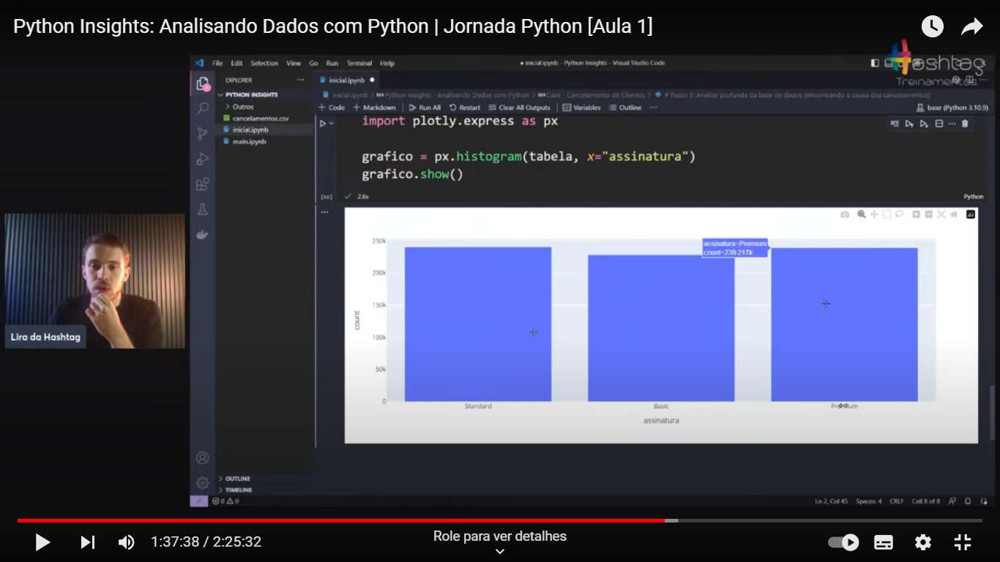 Python Insights: Analisando Dados com Python | Jornada Python [Aula 1]
Hashtag
Treinamentos
File Edit Selection View Go Run Terminal Help
● inicial.ipynb - Python Insights - Visual Studio Code
EXPLORER ···
inicial.ipynb ●
PYTHON INSIGHTS
Outros
cancelamentos.csv
inicial.ipynb
main.ipynb
inicial.ipynb > M↓ Python Insights - Analisando Dados com Python > M↓ Case - Cancelamento de Clientes > # Passo 5: Análise profunda da base de dados (encontrando a causa dos cancelamentos)
+ Code + Markdown Run All Restart Clear All Outputs Variables Outline ···
base (Python 3.10.9)
import plotly.express as px
grafico = px.histogram(tabela, x="assinatura")
grafico.show()
[48] ✓ 2.6s
Python
250k
200k
150k
100k
50k
0
count
assinatura=Premium
count=239.217k
Standard Basic Premium
assinatura
Lira da Hashtag
OUTLINE
TIMELINE
0 0
Ln 2, Col 45 Spaces: 4 CRLF Cell 8 of 8
1:37:38 / 2:25:32
Role para ver detalhes